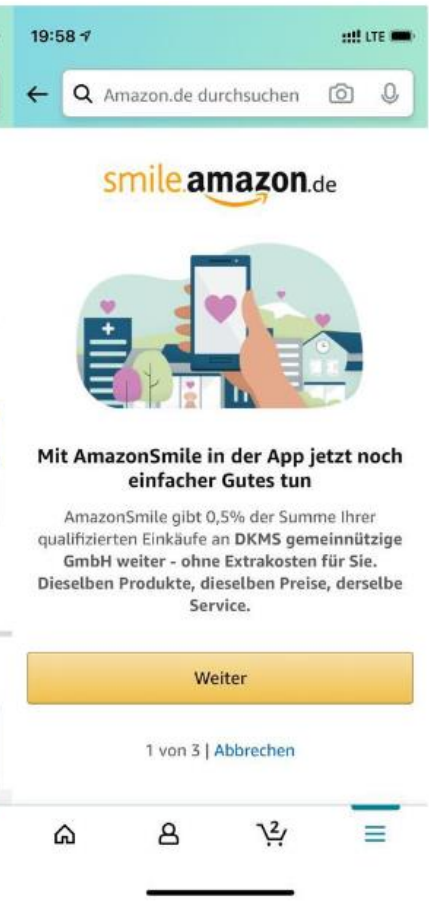 19:58 LTE
Amazon.de durchsuchen
smile.amazon.de
Mit AmazonSmile in der App jetzt noch
einfacher Gutes tun
AmazonSmile gibt 0,5% der Summe Ihrer
qualifizierten Einkäufe an DKMS gemeinnützige
GmbH weiter - ohne Extrakosten für Sie.
Dieselben Produkte, dieselben Preise, derselbe
Service.
Weiter
1 von 3 | Abbrechen
2